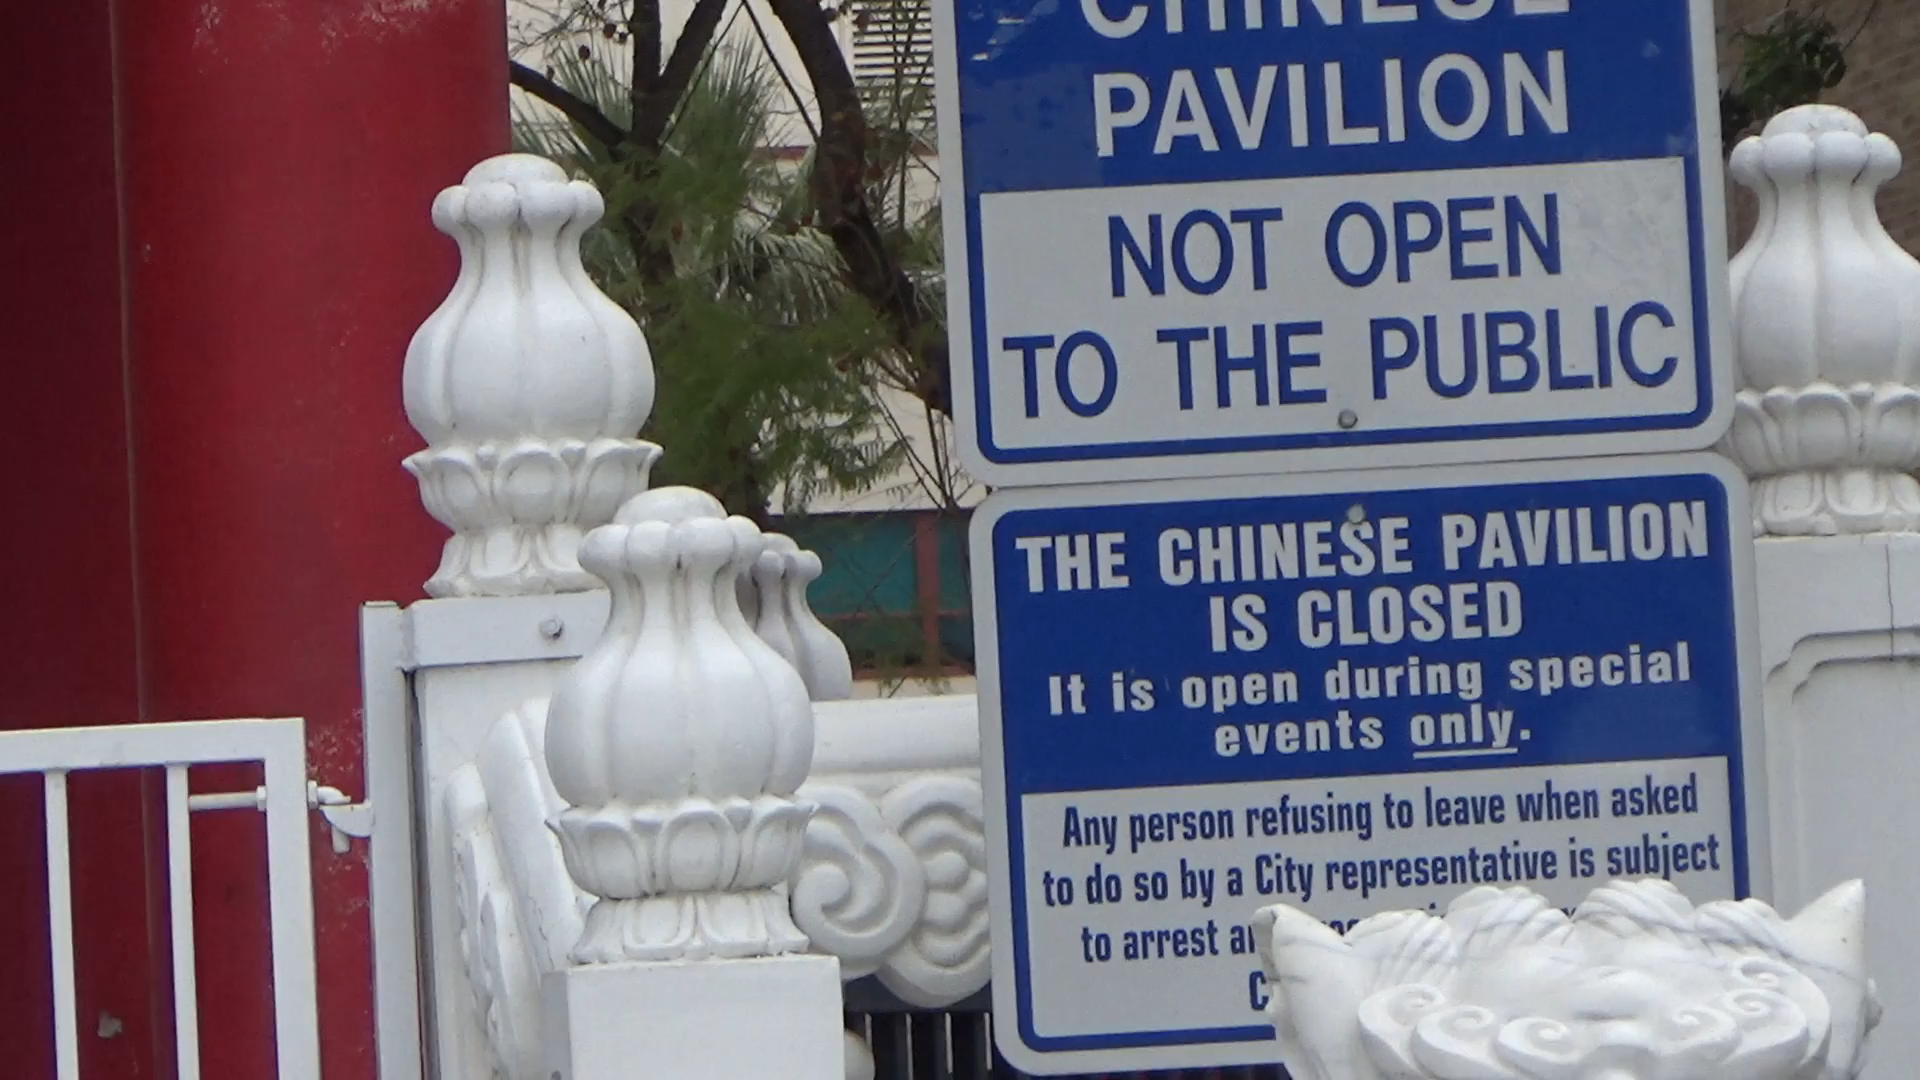 CHINESE
PAVILION
NOT OPEN
TO THE PUBLIC
THE CHINESE PAVILION
IS CLOSED
It is open during special
events only.
Any person refusing to leave when asked
to do so by a City representative is subject
to arrest